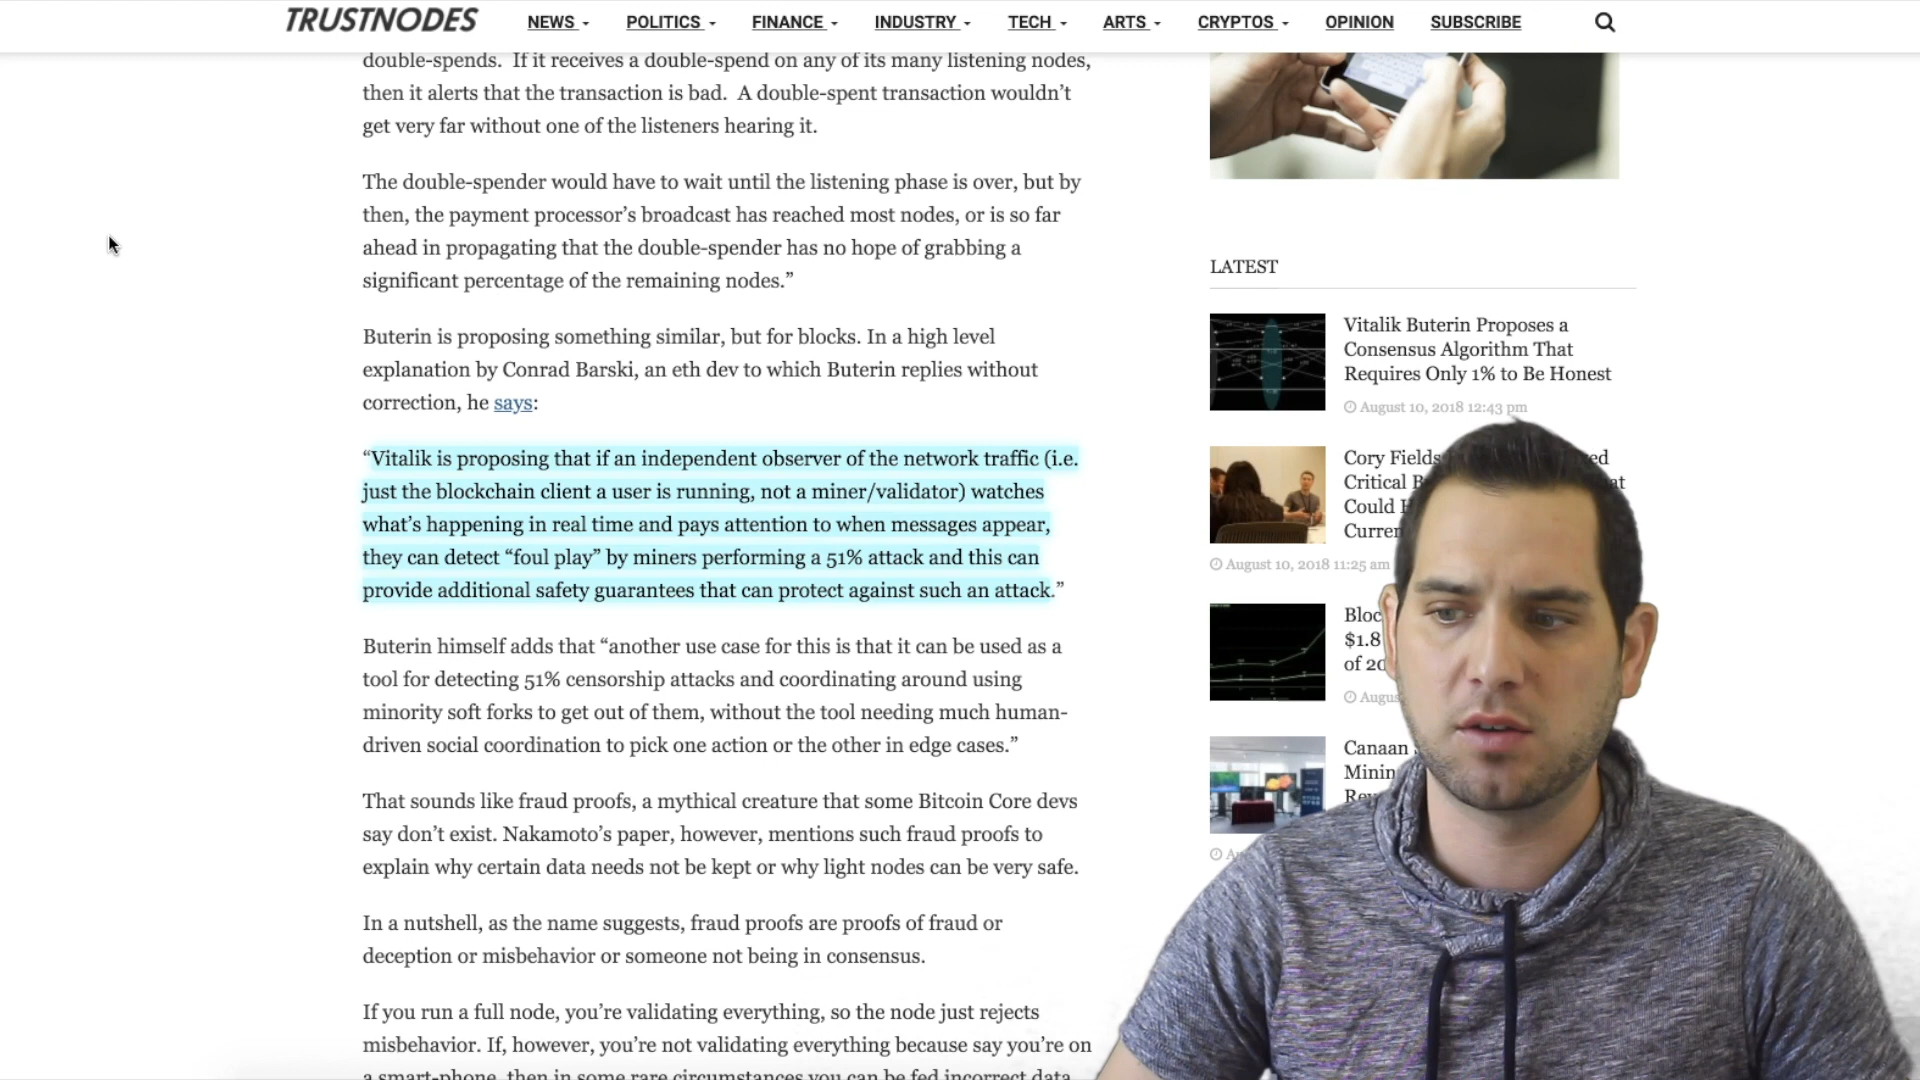 TRUSTNODES
NEWS POLITICS FINANCE INDUSTRY TECH ARTS CRYPTOS OPINION SUBSCRIBE
double-spends. If it receives a double-spend on any of its many listening nodes,
then it alerts that the transaction is bad. A double-spent transaction wouldn’t
get very far without one of the listeners hearing it.
The double-spender would have to wait until the listening phase is over, but by
then, the payment processor’s broadcast has reached most nodes, or is so far
ahead in propagating that the double-spender has no hope of grabbing a
significant percentage of the remaining nodes.”
Buterin is proposing something similar, but for blocks. In a high level
explanation by Conrad Barski, an eth dev to which Buterin replies without
correction, he says:
“Vitalik is proposing that if an independent observer of the network traffic (i.e.
just the blockchain client a user is running, not a miner/validator) watches
what’s happening in real time and pays attention to when messages appear,
they can detect “foul play” by miners performing a 51% attack and this can
provide additional safety guarantees that can protect against such an attack.”
Buterin himself adds that “another use case for this is that it can be used as a
tool for detecting 51% censorship attacks and coordinating around using
minority soft forks to get out of them, without the tool needing much human-
driven social coordination to pick one action or the other in edge cases.”
That sounds like fraud proofs, a mythical creature that some Bitcoin Core devs
say don’t exist. Nakamoto’s paper, however, mentions such fraud proofs to
explain why certain data needs not be kept or why light nodes can be very safe.
In a nutshell, as the name suggests, fraud proofs are proofs of fraud or
deception or misbehavior or someone not being in consensus.
If you run a full node, you’re validating everything, so the node just rejects
misbehavior. If, however, you’re not validating everything because say you’re on
a smart-phone, then in some rare circumstances you can be fed incorrect data
LATEST
Vitalik Buterin Proposes a
Consensus Algorithm That
Requires Only 1% to Be Honest
August 10, 2018 12:43 pm
Cory Fields
Critical
Could
August 10, 2018 11:25 am
$1.8
of
Canaan